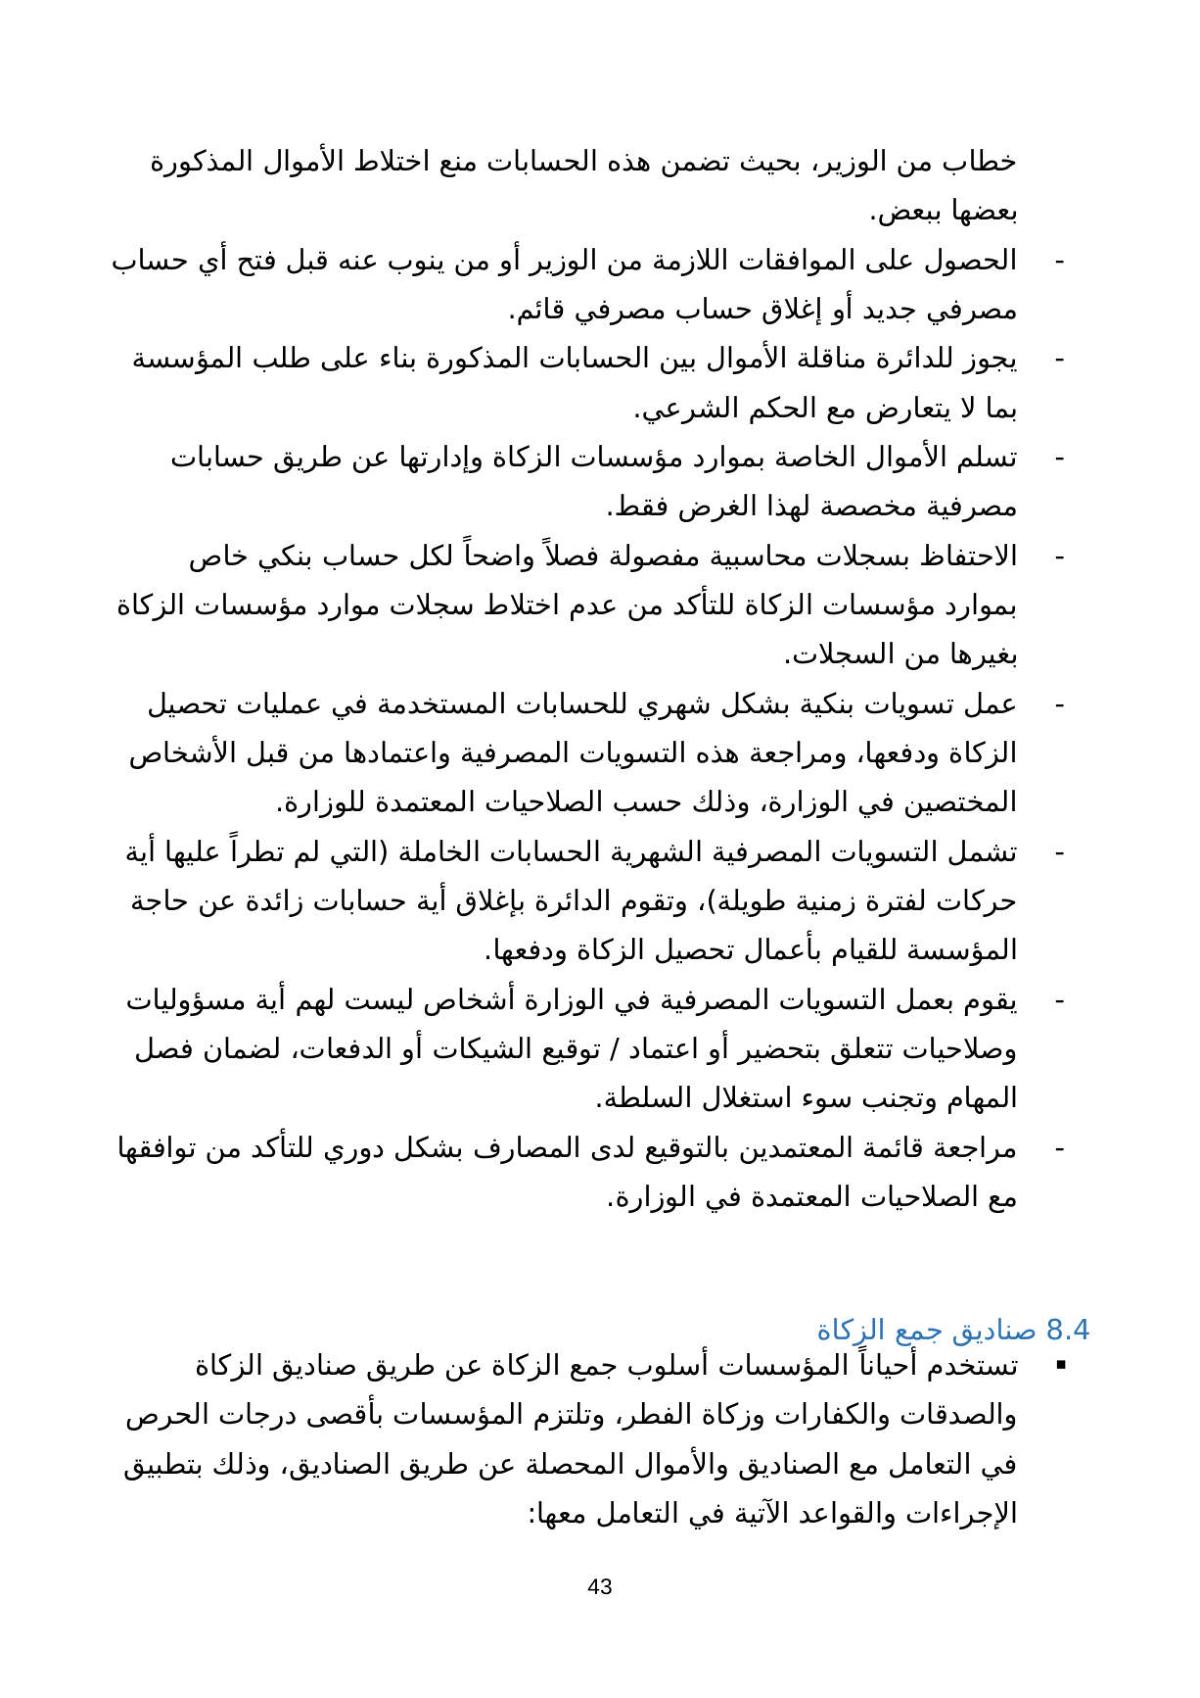 خطاب من الوزير، بحيث تضمن هذه الحسابات منع اختلاط الأموال المذكورة
بعضها ببعض.
- الحصول على الموافقات اللازمة من الوزير أو من ينوب عنه قبل فتح أي حساب
مصرفي جديد أو إغلاق حساب مصرفي قائم.
- يجوز للدائرة مناقلة الأموال بين الحسابات المذكورة بناء على طلب المؤسسة
بما لا يتعارض مع الحكم الشرعي.
- تسلم الأموال الخاصة بموارد مؤسسات الزكاة وإدارتها عن طريق حسابات
مصرفية مخصصة لهذا الغرض فقط.
- الاحتفاظ بسجلات محاسبية مفصولة فصلاً واضحاً لكل حساب بنكي خاص
بموارد مؤسسات الزكاة للتأكد من عدم اختلاط سجلات موارد مؤسسات الزكاة
بغيرها من السجلات.
- عمل تسويات بنكية بشكل شهري للحسابات المستخدمة في عمليات تحصيل
الزكاة ودفعها، ومراجعة هذه التسويات المصرفية واعتمادها من قبل الأشخاص
المختصين في الوزارة، وذلك حسب الصلاحيات المعتمدة للوزارة.
- تشمل التسويات المصرفية الشهرية الحسابات الخاملة (التي لم تطراً عليها أية
حركات لفترة زمنية طويلة)، وتقوم الدائرة بإغلاق أية حسابات زائدة عن حاجة
المؤسسة للقيام بأعمال تحصيل الزكاة ودفعها.
- يقوم بعمل التسويات المصرفية في الوزارة أشخاص ليست لهم أية مسؤوليات
وصلاحيات تتعلق بتحضير أو اعتماد / توقيع الشيكات أو الدفعات، لضمان فصل
المهام وتجنب سوء استغلال السلطة.
- مراجعة قائمة المعتمدين بالتوقيع لدى المصارف بشكل دوري للتأكد من توافقها
مع الصلاحيات المعتمدة في الوزارة.
8.4 صناديق جمع الزكاة
▪ تستخدم أحياناً المؤسسات أسلوب جمع الزكاة عن طريق صناديق الزكاة
والصدقات والكفارات وزكاة الفطر، وتلتزم المؤسسات بأقصى درجات الحرص
في التعامل مع الصناديق والأموال المحصلة عن طريق الصناديق، وذلك بتطبيق
الإجراءات والقواعد الآتية في التعامل معها:
43